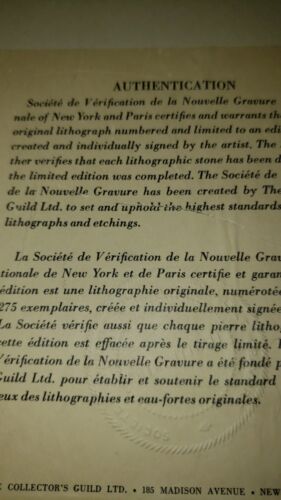 AUTHENTICATION
Société de Vérification de la Nouvelle Gravure
nale of New York and Paris certifies and warrants tha
original lithograph numbered and limited to an edi
created and individually signed by the artist. The
ther verifies that each lithographic stone has been d
the limited edition was completed. The Société de
de la Nouvelle Gravure has been created by The
Guild Ltd. to set and uphold the highest standards
lithographs and etchings.
La Société de Vérification de la Nouvelle Grav
ationale de New York et de Paris certifie et garan
édition est une lithographie originale, numérotée
275 exemplaires, créée et individuellement signée
La Société vérifie aussi que chaque pierre lithog
cette édition est effacée après le tirage limité.
Vérification de la Nouvelle Gravure a été fondé p
Guild Ltd. pour établir et soutenir le standard
eux des lithographies et eau-fortes originales.
E COLLECTOR'S GUILD LTD. • 185 MADISON AVENUE • NEW